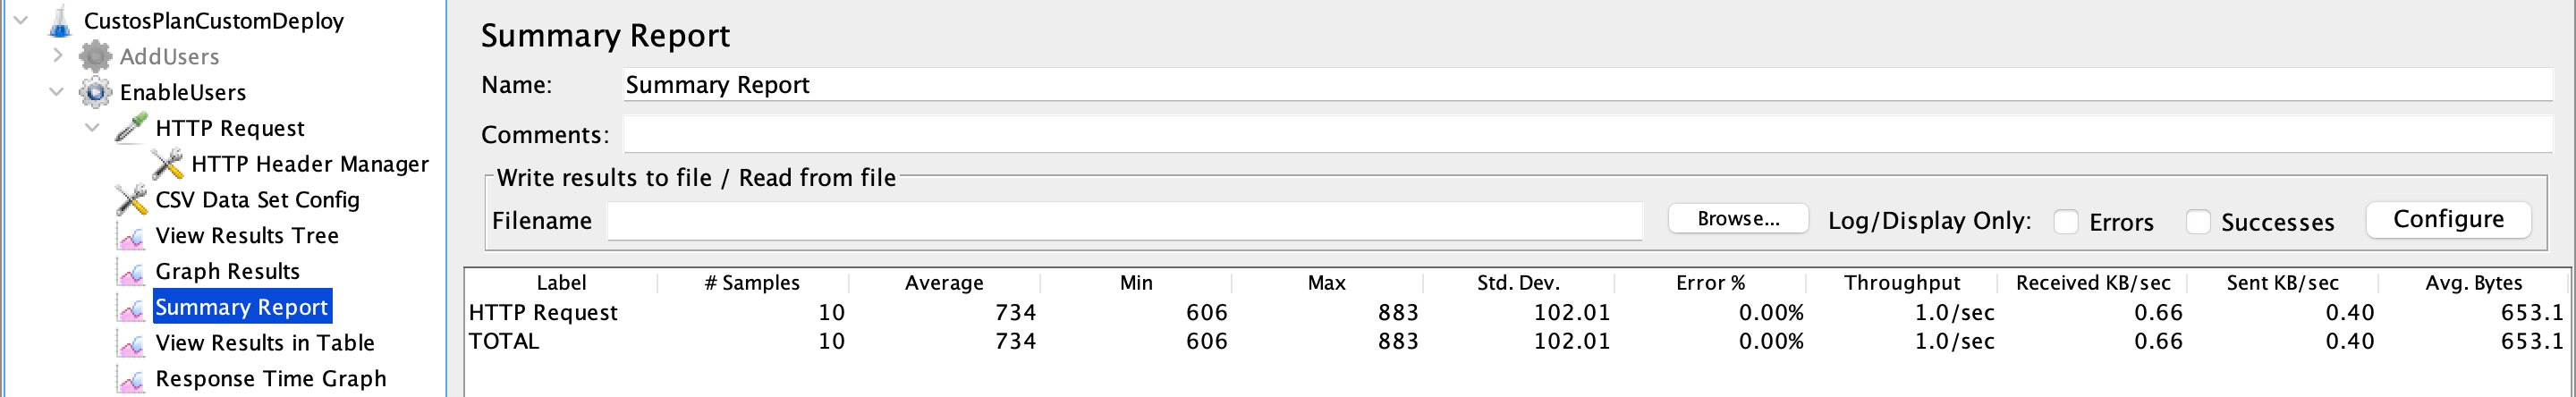 CustosPlanCustomDeploy
AddUsers
EnableUsers
HTTP Request
HTTP Header Manager
CSV Data Set Config
View Results Tree
Graph Results
Summary Report
View Results in Table
Response Time Graph
Summary Report
Name: Summary Report
Comments:
Write results to file / Read from file
Filename Browse... Log/Display Only: Errors Successes Configure
Label # Samples Average Min Max Std. Dev. Error % Throughput Received KB/sec Sent KB/sec Avg. Bytes
HTTP Request 10 734 606 883 102.01 0.00% 1.0/sec 0.66 0.40 653.1
TOTAL 10 734 606 883 102.01 0.00% 1.0/sec 0.66 0.40 653.1